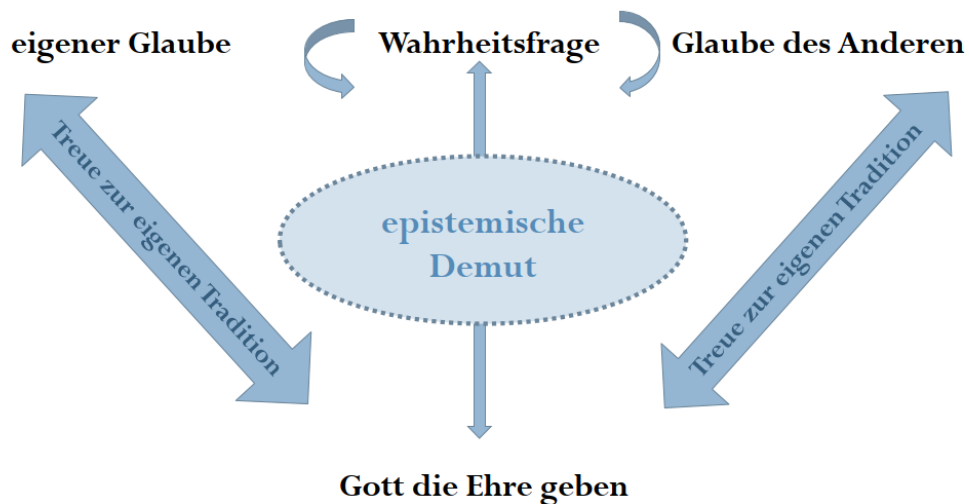 eigener Glaube
Wahrheitsfrage
Glaube des Anderen
Treue zur eigenen Tradition
epistemische
Demut
Treue zur eigenen Tradition
Gott die Ehre geben